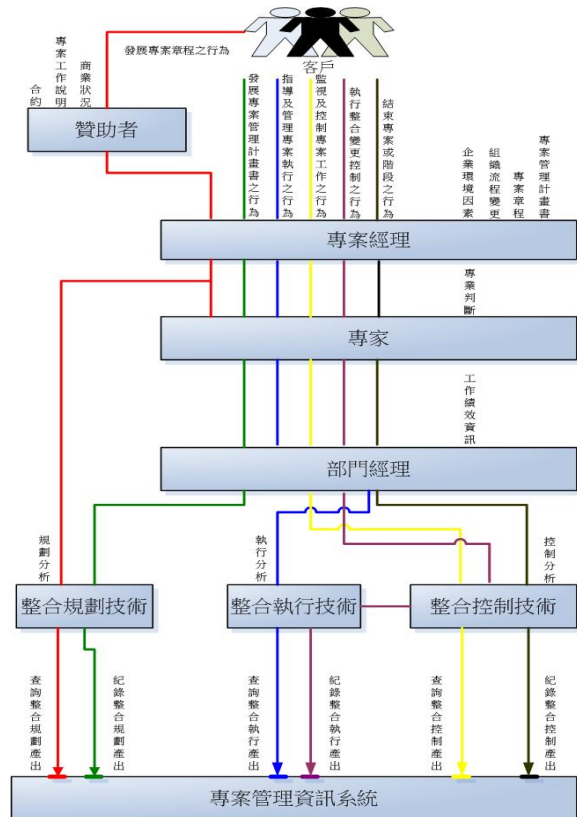 發展專案章程之行為
客戶
合約
專案工作說明
商業狀況
贊助者
發展專案管理計畫書之行為
指導及管理專案執行之行為
監視及控制專案工作之行為
執行整合變更控制之行為
結束專案或階段之行為
企業環境因素
組織流程變更
專案章程
專案管理計畫書
專案經理
專業判斷
專家
工作績效資訊
部門經理
規劃分析
執行分析
控制分析
整合規劃技術
整合執行技術
整合控制技術
查詢整合規劃產出
紀錄整合規劃產出
查詢整合執行產出
紀錄整合執行產出
查詢整合控制產出
紀錄整合控制產出
專案管理資訊系統